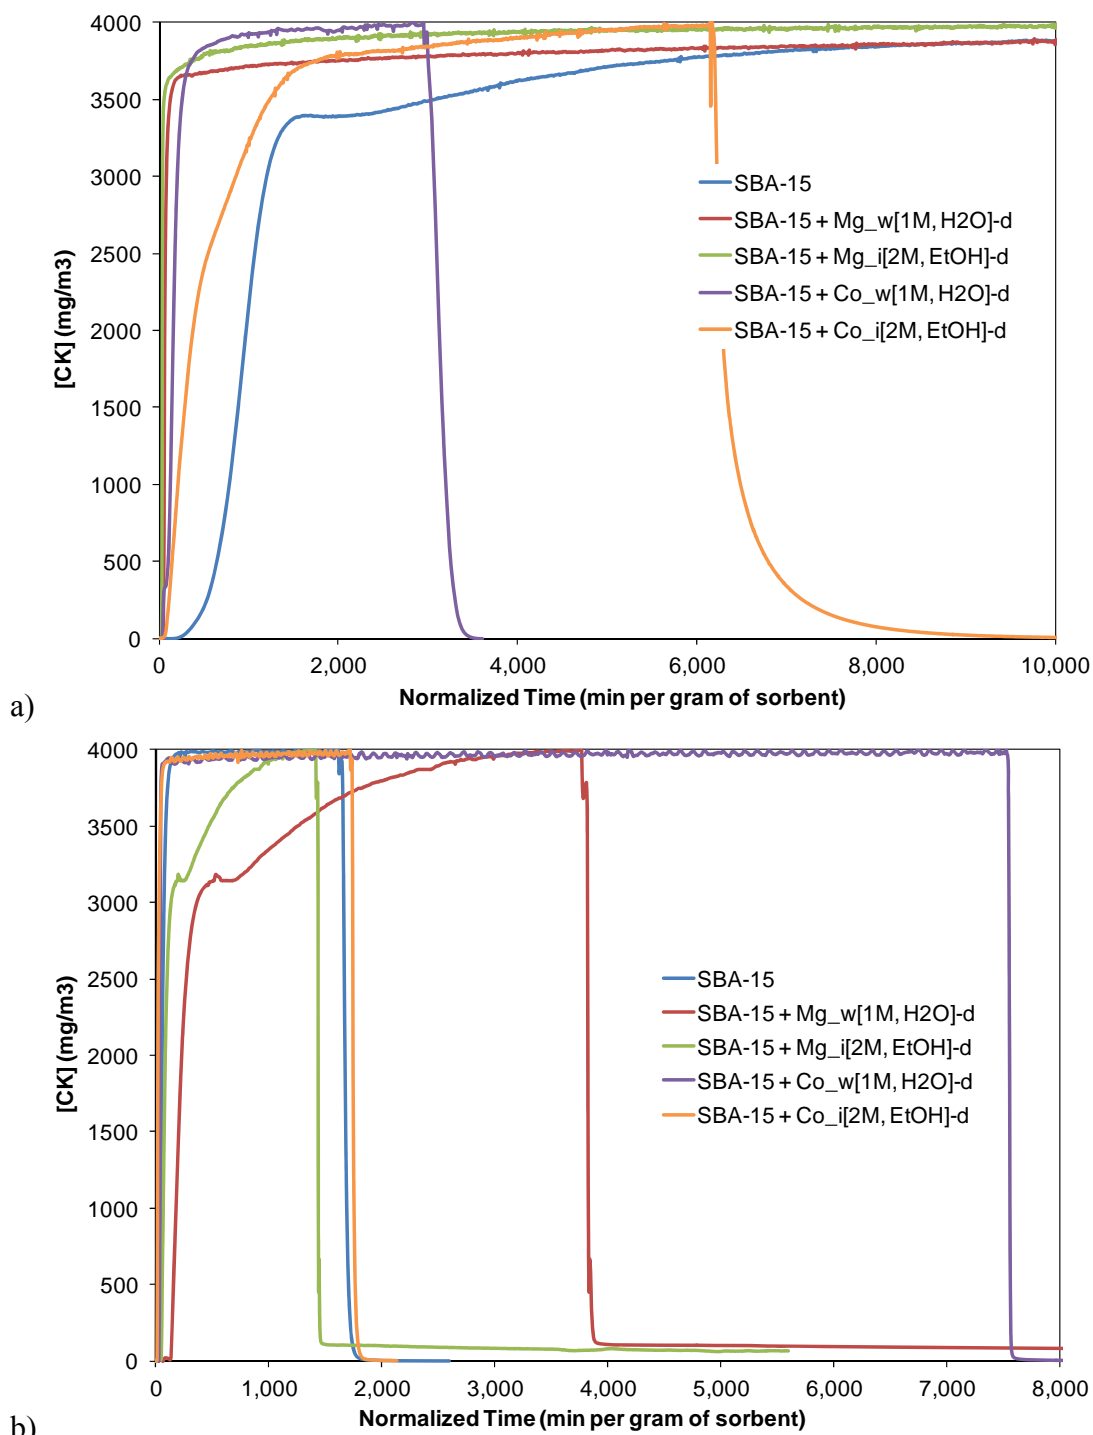 4000
3500
3000
2500
2000
1500
1000
500
0
[CK] (mg/m3)
SBA-15
SBA-15 + Mg_w[1M, H2O]-d
SBA-15 + Mg_i[2M, EtOH]-d
SBA-15 + Co_w[1M, H2O]-d
SBA-15 + Co_i[2M, EtOH]-d
0 2,000 4,000 6,000 8,000 10,000
Normalized Time (min per gram of sorbent)
a)
4000
3500
3000
2500
2000
1500
1000
500
0
[CK] (mg/m3)
SBA-15
SBA-15 + Mg_w[1M, H2O]-d
SBA-15 + Mg_i[2M, EtOH]-d
SBA-15 + Co_w[1M, H2O]-d
SBA-15 + Co_i[2M, EtOH]-d
0 1,000 2,000 3,000 4,000 5,000 6,000 7,000 8,000
Normalized Time (min per gram of sorbent)
b)